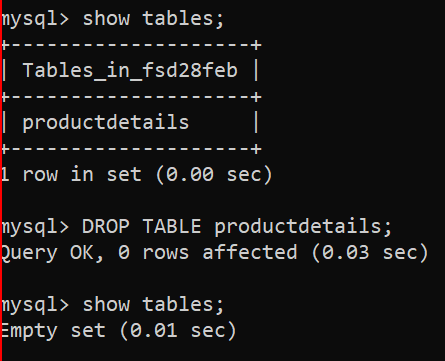 mysql> show tables;
+--------------------+
| Tables_in_fsd28feb |
+--------------------+
| productdetails     |
+--------------------+
1 row in set (0.00 sec)
mysql> DROP TABLE productdetails;
Query OK, 0 rows affected (0.03 sec)
mysql> show tables;
Empty set (0.01 sec)